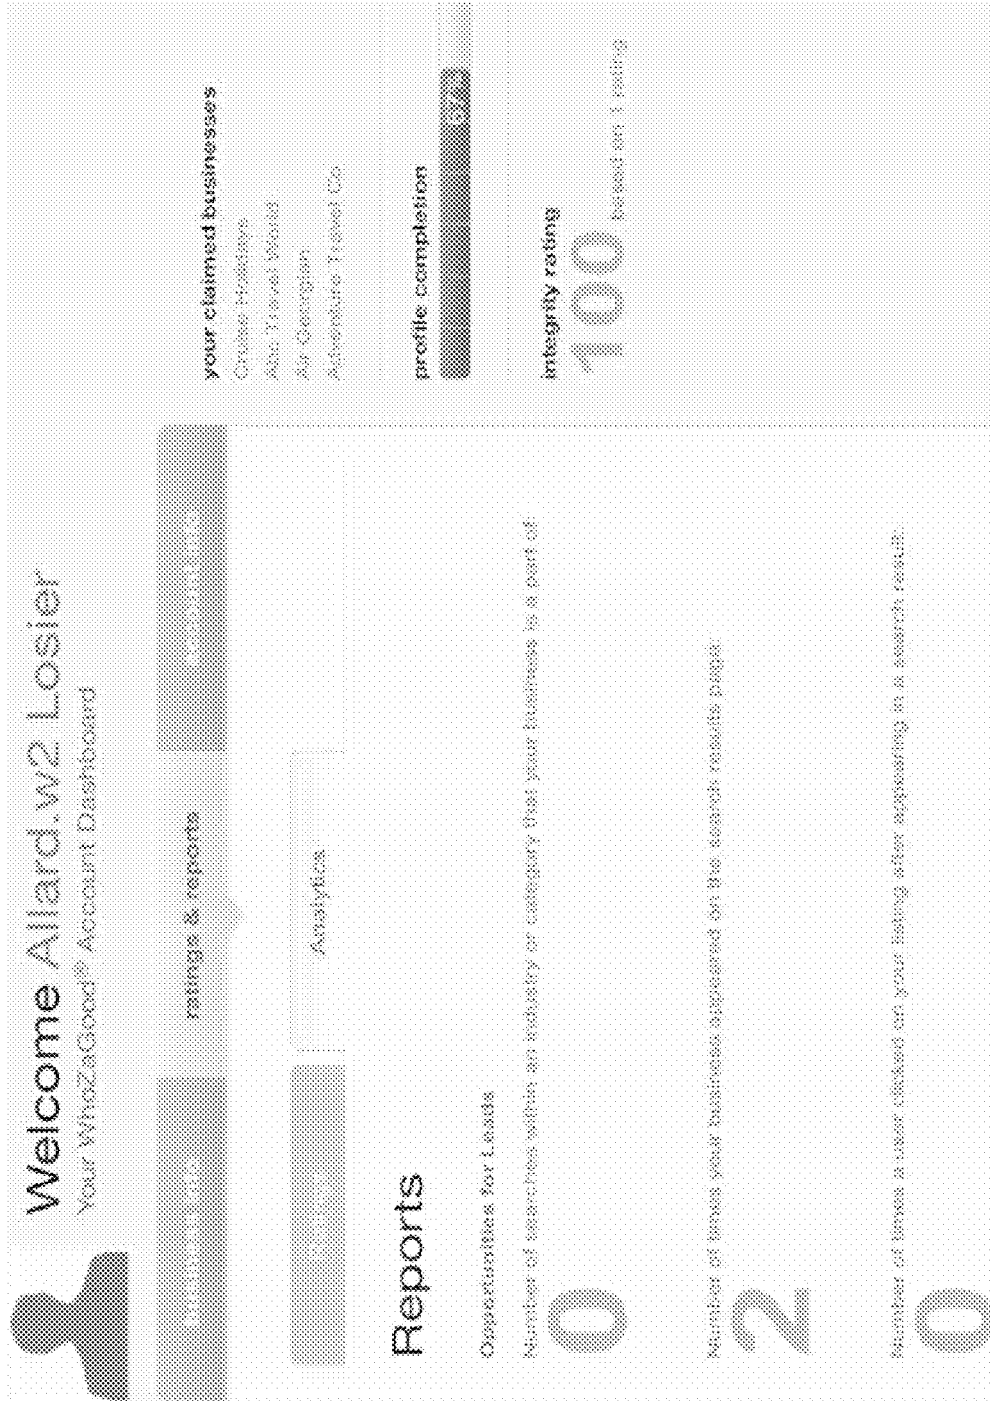 Welcome Allard.w2 Losier
Your WhoZaGood® Account Dashboard
ratings & reports
Analytics
Reports
Opportunities for Leads
Number of searches within an industry or category that your business is a part of:
0
Number of times your business appeared on the search results page:
2
Number of times a user clicked on your listing after appearing in a search result:
0
your claimed businesses
Cruise Holidays
Abc Travel World
Air Georgian
Adventure Travel Co
profile completion
integrity rating
100 based on 1 rating